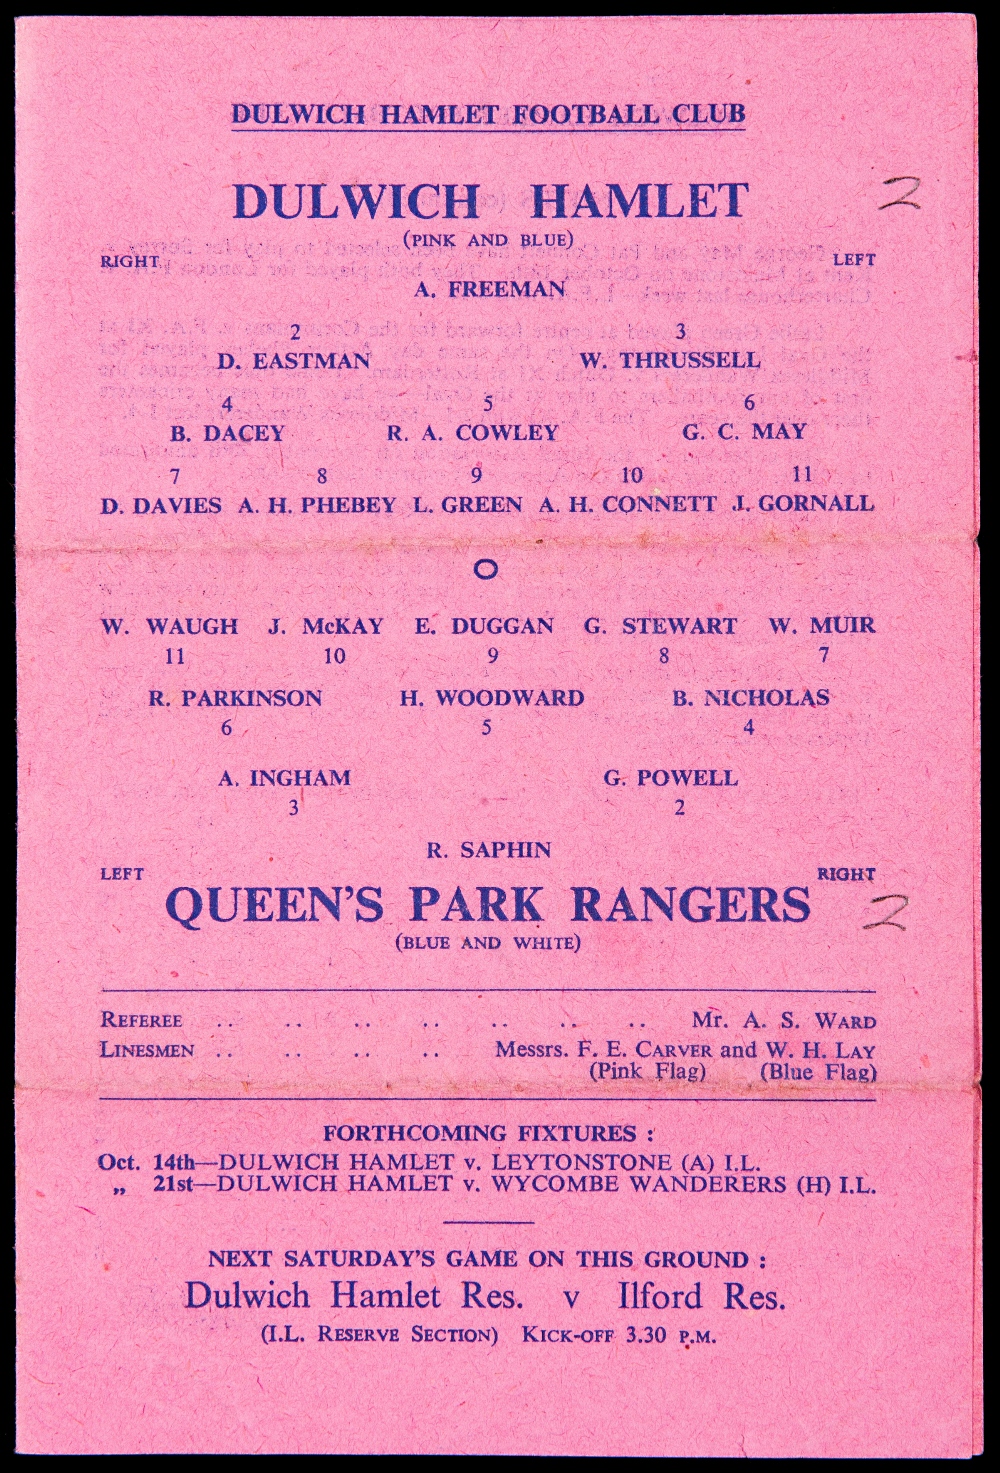 DULWICH HAMLET FOOTBALL CLUB
DULWICH HAMLET 2
(PINK AND BLUE)
RIGHT LEFT
A. FREEMAN
2 3
D. EASTMAN W. THRUSSELL
4 5 6
B. DACEY R. A. COWLEY G. C. MAY
7 8 9 10 11
D. DAVIES A. H. PHEBEY L. GREEN A. H. CONNETT J. GORNALL
O
W. WAUGH J. McKAY E. DUGGAN G. STEWART W. MUIR
11 10 9 8 7
R. PARKINSON H. WOODWARD B. NICHOLAS
6 5 4
A. INGHAM G. POWELL
3 2
R. SAPHIN
LEFT RIGHT
QUEEN'S PARK RANGERS 2
(BLUE AND WHITE)
REFEREE .. .. .. .. .. .. .. Mr. A. S. WARD
LINESMEN .. .. .. .. Messrs. F. E. CARVER and W. H. LAY
(Pink Flag) (Blue Flag)
FORTHCOMING FIXTURES :
Oct. 14th—DULWICH HAMLET v. LEYTONSTONE (A) I.L.
„ 21st—DULWICH HAMLET v. WYCOMBE WANDERERS (H) I.L.
NEXT SATURDAY'S GAME ON THIS GROUND :
Dulwich Hamlet Res. v Ilford Res.
(I.L. RESERVE SECTION) KICK-OFF 3.30 P.M.